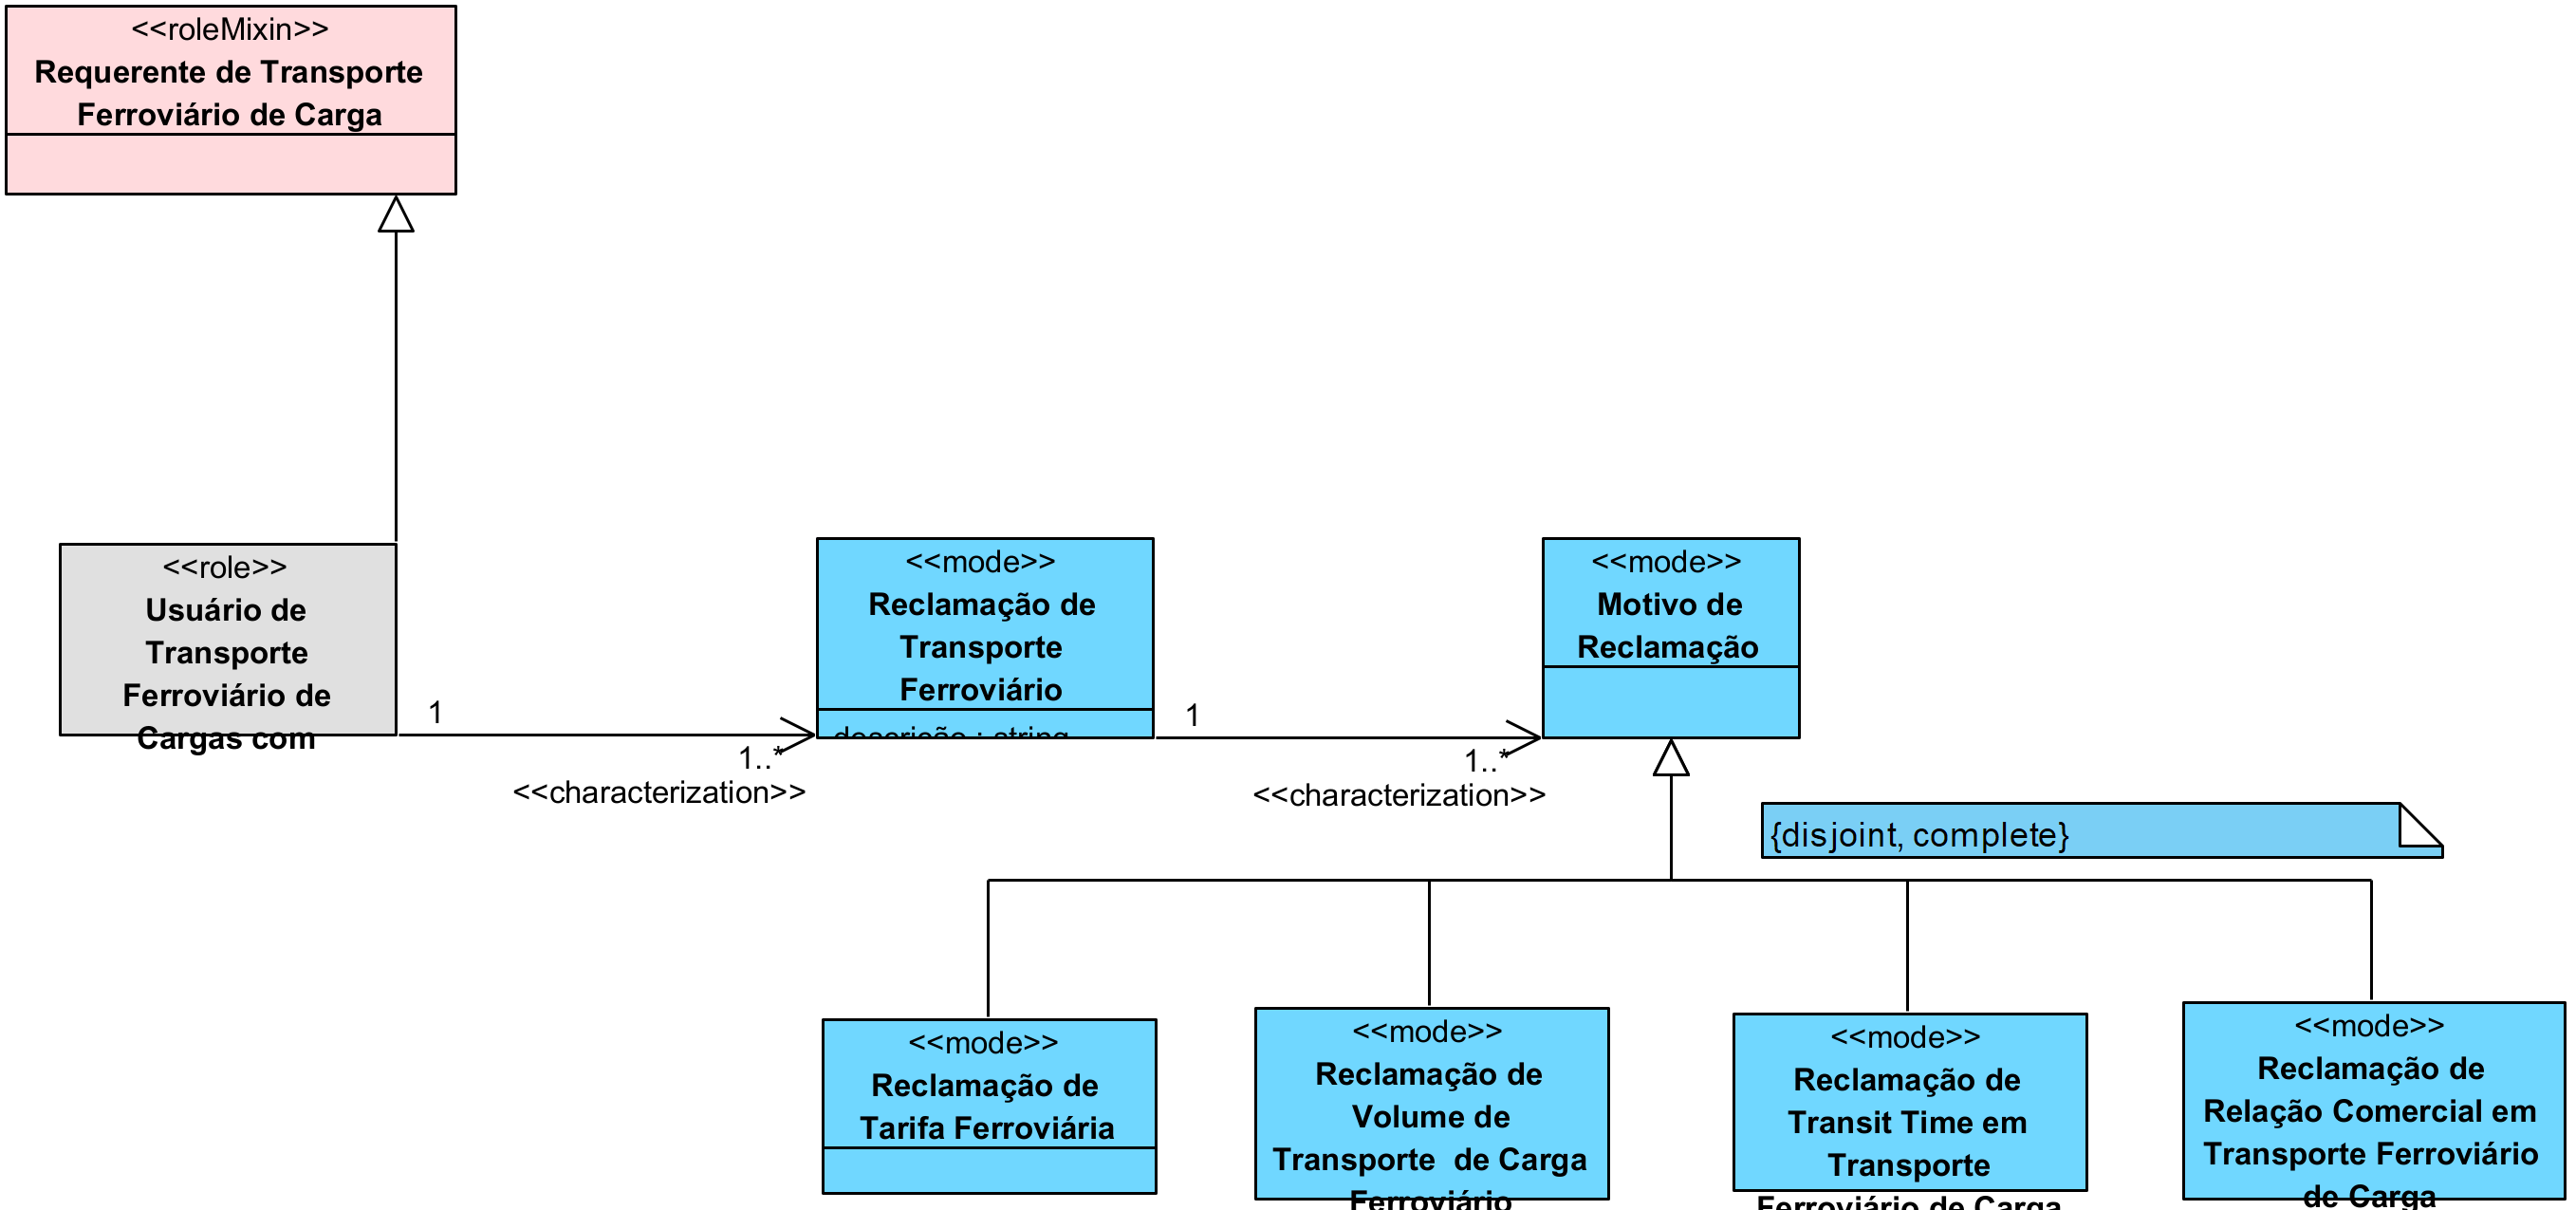 <<roleMixin>>
Requerente de Transporte
Ferroviário de Carga
<<role>>
Usuário de
Transporte
Ferroviário de
Cargas com
1
1..*
<<characterization>>
<<mode>>
Reclamação de
Transporte
Ferroviário
descrição : string
1
1..*
<<characterization>>
<<mode>>
Motivo de
Reclamação
{disjoint, complete}
<<mode>>
Reclamação de
Tarifa Ferroviária
<<mode>>
Reclamação de
Volume de
Transporte  de Carga
Ferroviário
<<mode>>
Reclamação de
Transit Time em
Transporte
Ferroviário de Carga
<<mode>>
Reclamação de
Relação Comercial em
Transporte Ferroviário
de Carga